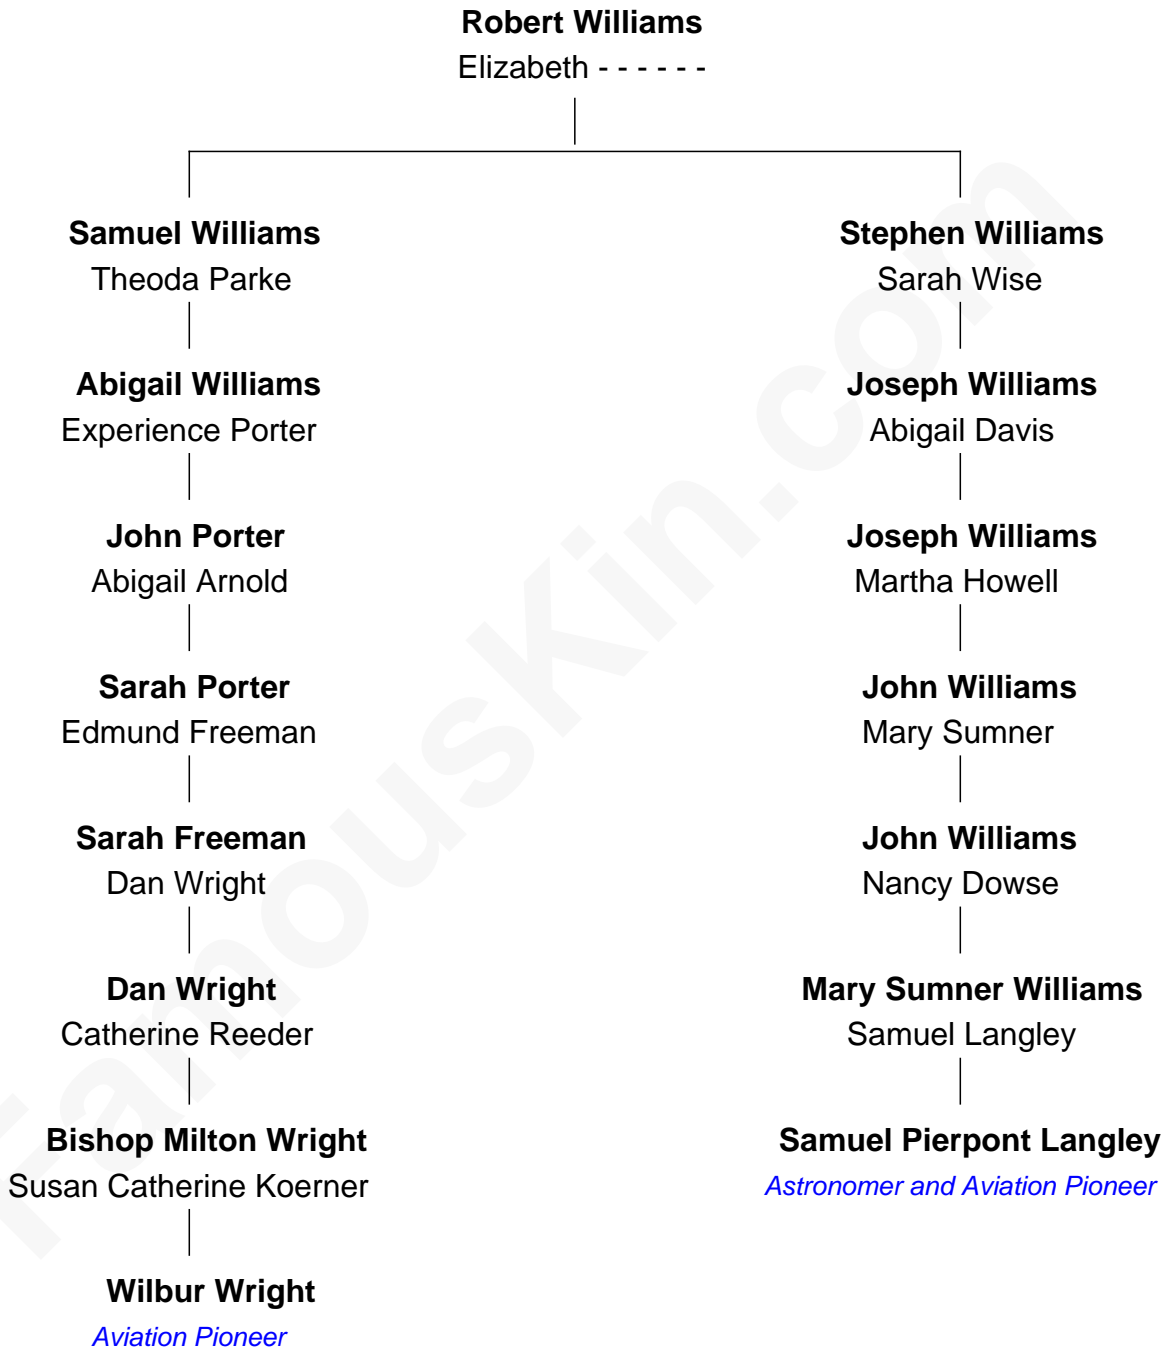 Robert Williams
Elizabeth - - - - - -
Samuel Williams
Theoda Parke
Stephen Williams
Sarah Wise
Abigail Williams
Experience Porter
Joseph Williams
Abigail Davis
John Porter
Abigail Arnold
Joseph Williams
Martha Howell
Sarah Porter
Edmund Freeman
John Williams
Mary Sumner
Sarah Freeman
Dan Wright
John Williams
Nancy Dowse
Dan Wright
Catherine Reeder
Mary Sumner Williams
Samuel Langley
Bishop Milton Wright
Susan Catherine Koerner
Samuel Pierpont Langley
Astronomer and Aviation Pioneer
Wilbur Wright
Aviation Pioneer
FamousKin.com